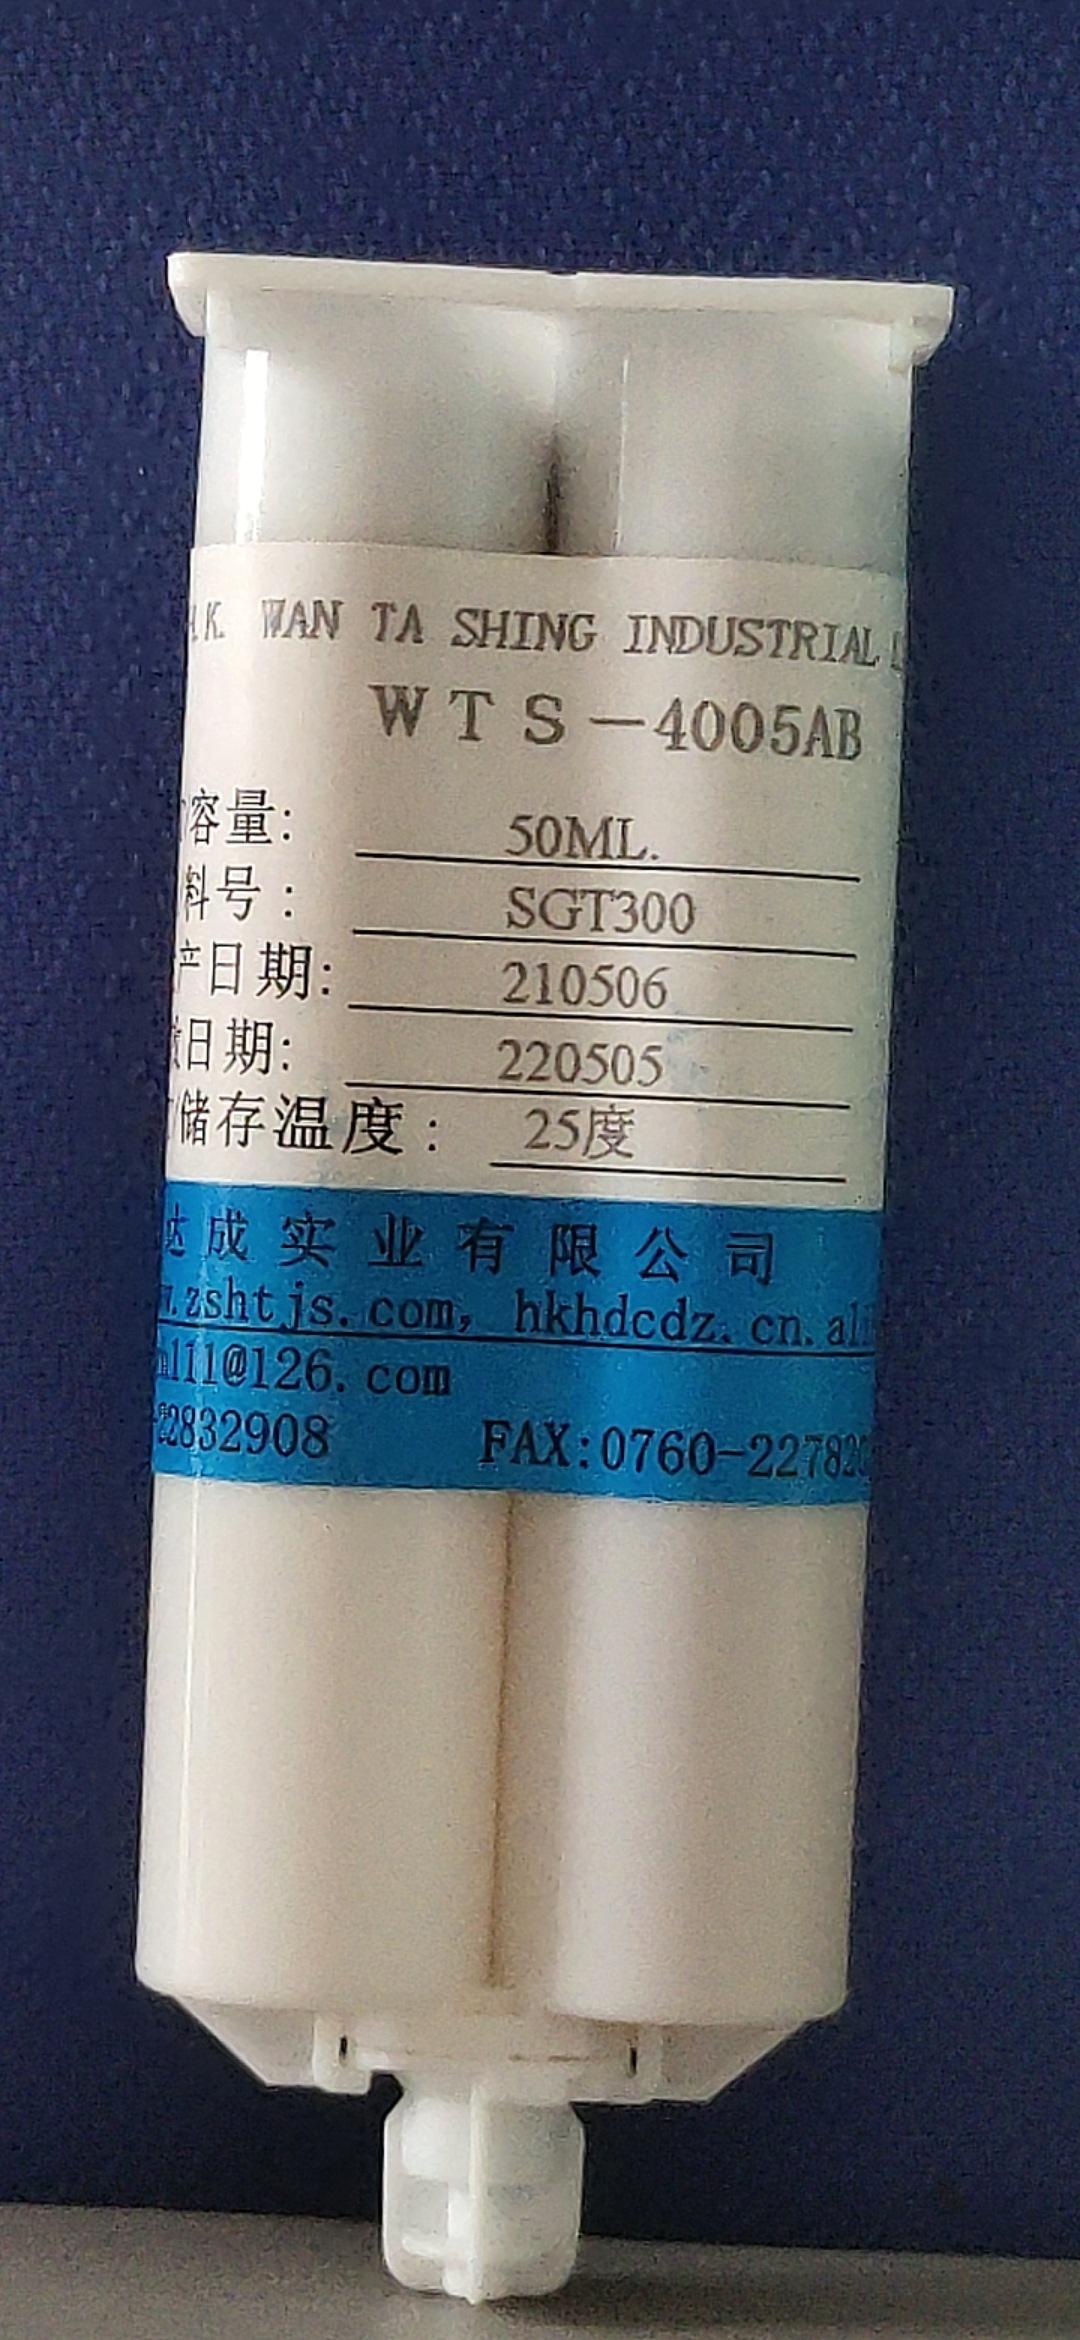 H.K. WAN TA SHING INDUSTRIAL
WTS-4005AB
容量: 50ML.
料号: SGT300
产日期: 210506
日期: 220505
储存温度: 25度
达成实业有限公司
.zshtjs.com, hkhdcdz.cn.al
111@126.com
22832908 FAX:0760-227820